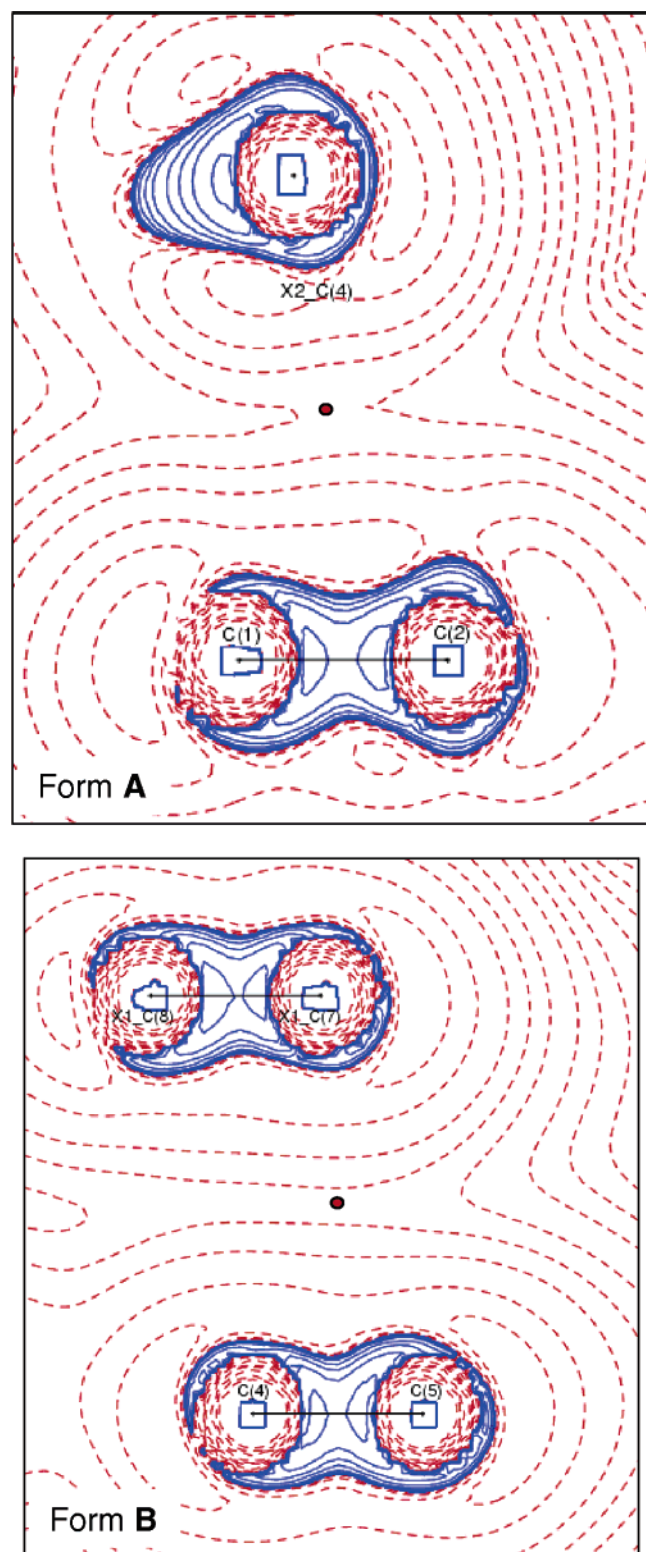 X2_C(4)
C(1) C(2)
Form A
X1_C(8) X1_C(7)
C(4) C(5)
Form B